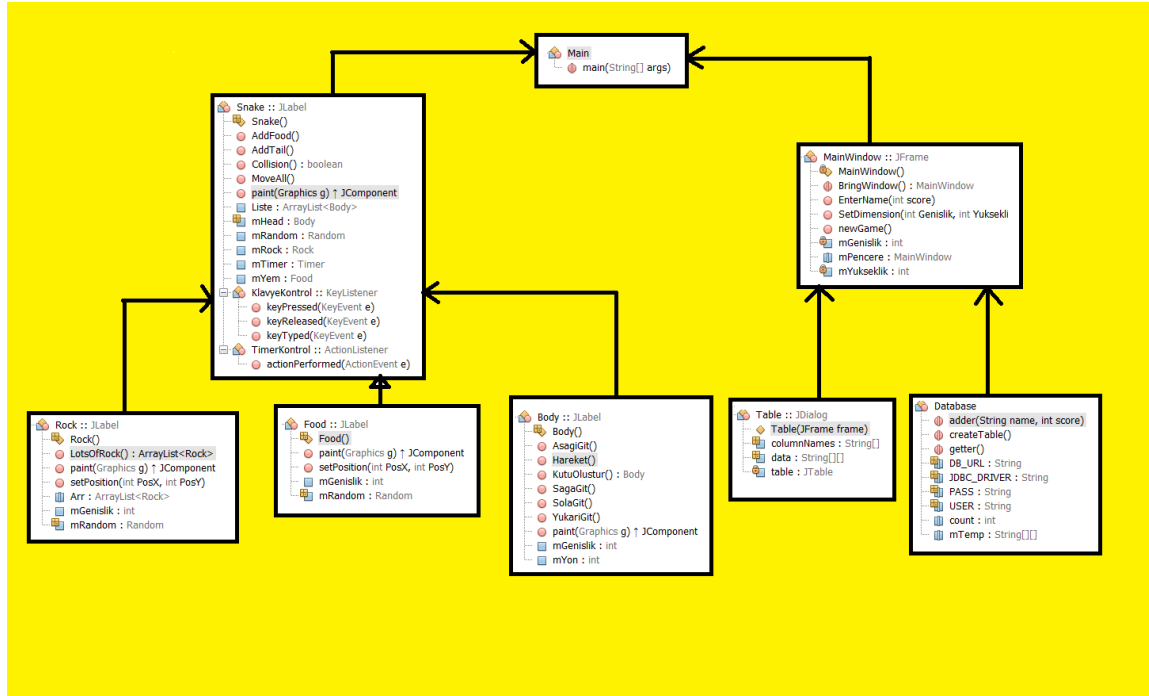 Main
main(String[] args)
Snake :: JLabel
Snake()
AddFood()
AddTail()
Collision() : boolean
MoveAll()
paint(Graphics g) ↑ JComponent
Liste : ArrayList<Body>
mHead : Body
mRandom : Random
mRock : Rock
mTimer : Timer
mYem : Food
KlavyeKontrol :: KeyListener
keyPressed(KeyEvent e)
keyReleased(KeyEvent e)
keyTyped(KeyEvent e)
TimerKontrol :: ActionListener
actionPerformed(ActionEvent e)
MainWindow :: JFrame
MainWindow()
BringWindow() : MainWindow
EnterName(int score)
SetDimension(int Genislik, int Yuksekli
newGame()
mGenislik : int
mPencere : MainWindow
mYukseklik : int
Rock :: JLabel
Rock()
LotsOfRock() : ArrayList<Rock>
paint(Graphics g) ↑ JComponent
setPosition(int PosX, int PosY)
Arr : ArrayList<Rock>
mGenislik : int
mRandom : Random
Food :: JLabel
Food()
paint(Graphics g) ↑ JComponent
setPosition(int PosX, int PosY)
mGenislik : int
mRandom : Random
Body :: JLabel
Body()
AsagiGit()
Hareket()
KutuOlustur() : Body
SagaGit()
SolaGit()
YukariGit()
paint(Graphics g) ↑ JComponent
mGenislik : int
mYon : int
Table :: JDialog
Table(JFrame frame)
columnNames : String[]
data : String[][]
table : JTable
Database
adder(String name, int score)
createTable()
getter()
DB_URL : String
JDBC_DRIVER : String
PASS : String
USER : String
count : int
mTemp : String[][]